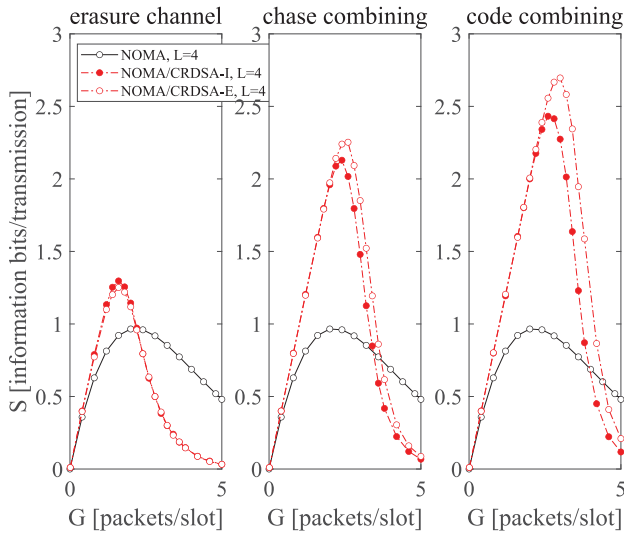 erasure channel
chase combining
code combining
NOMA, L=4
NOMA/CRDSA-I, L=4
NOMA/CRDSA-E, L=4
S [information bits/transmission]
3
2.5
2
1.5
1
0.5
0
0
5
G [packets/slot]
3
2.5
2
1.5
1
0.5
0
0
5
G [packets/slot]
3
2.5
2
1.5
1
0.5
0
0
5
G [packets/slot]